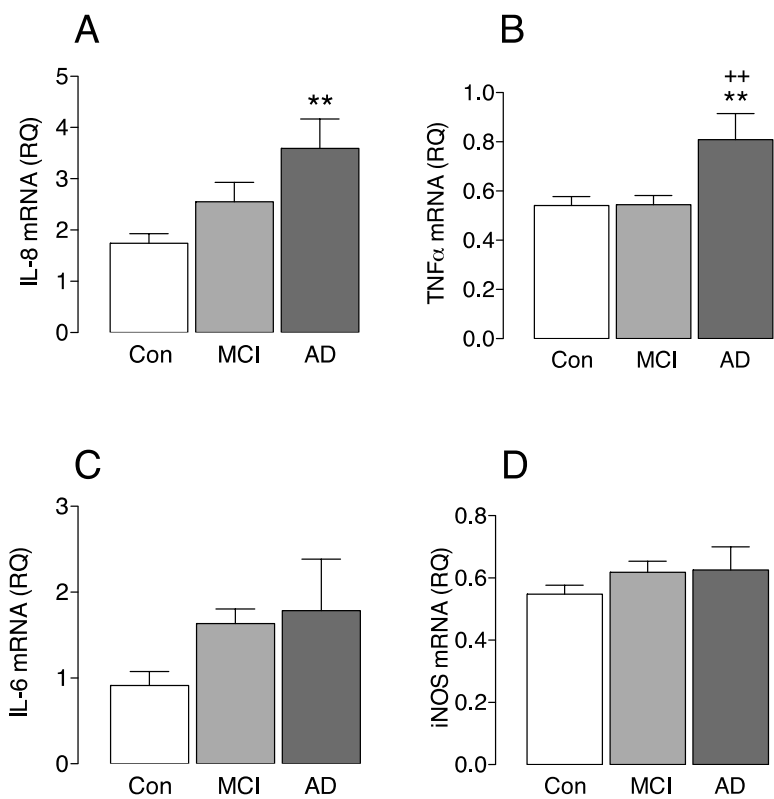 A
IL-8 mRNA (RQ)
5
4
3
2
1
0
**
Con MCI AD
B
TNFα mRNA (RQ)
1.0
0.8
0.6
0.4
0.2
0.0
++
**
Con MCI AD
C
IL-6 mRNA (RQ)
3
2
1
0
Con MCI AD
D
iNOS mRNA (RQ)
0.8
0.6
0.4
0.2
0.0
Con MCI AD